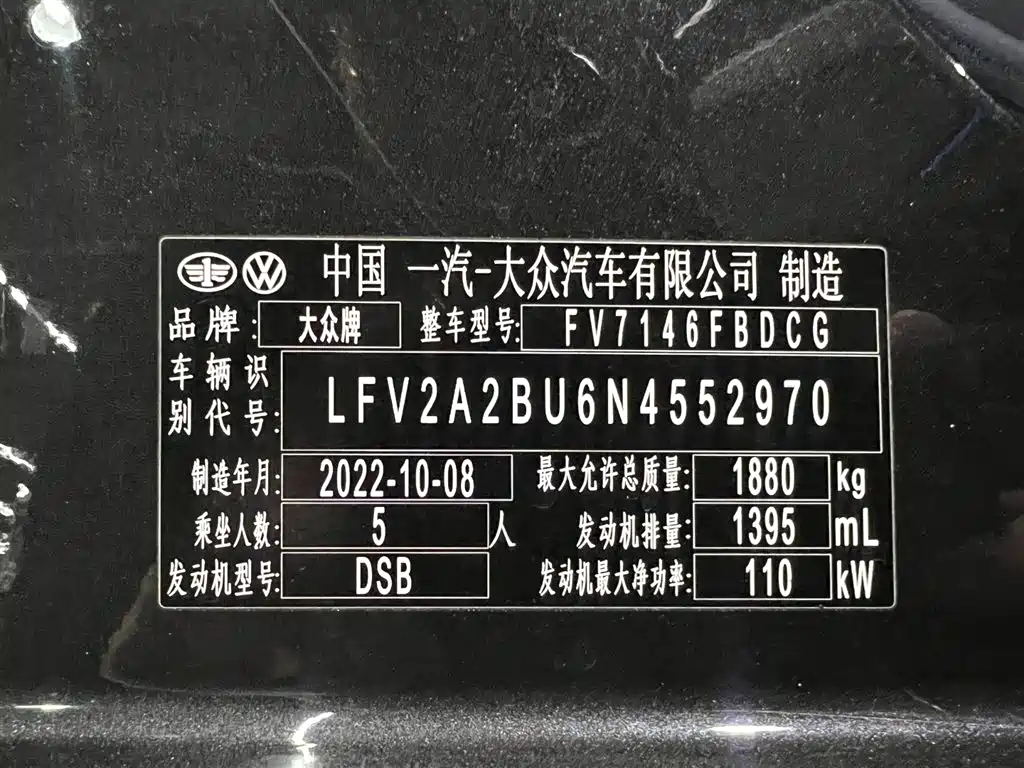 中国 一汽-大众汽车有限公司 制造
品牌: 大众牌 整车型号: FV7146FBDCG
车辆识别代号: LFV2A2BU6N4552970
制造年月: 2022-10-08 最大允许总质量: 1880 kg
乘坐人数: 5 人 发动机排量: 1395 mL
发动机型号: DSB 发动机最大净功率: 110 kW